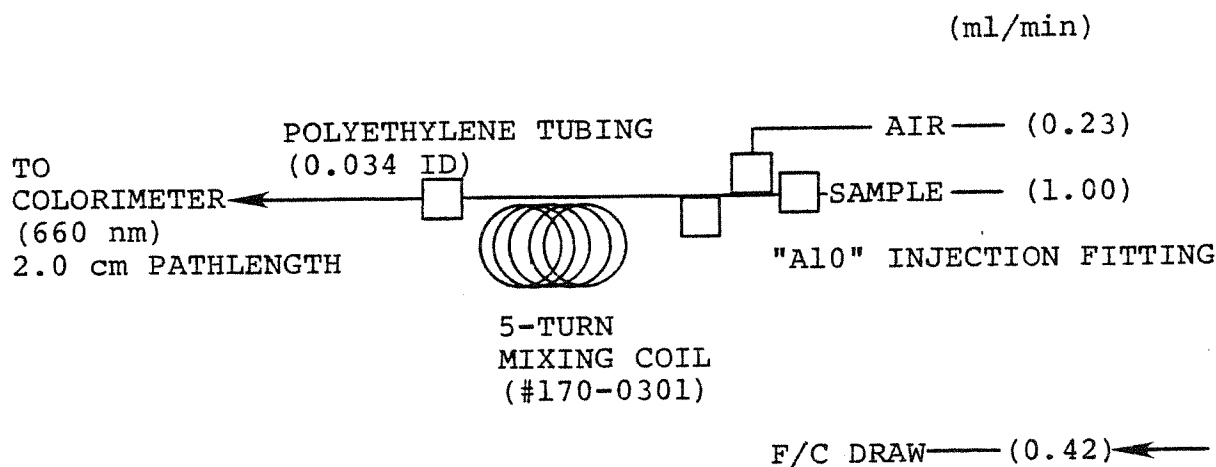 (ml/min)
POLYETHYLENE TUBING
(0.034 ID)
AIR (0.23)
TO
COLORIMETER
(660 nm)
2.0 cm PATHLENGTH
SAMPLE (1.00)
"A10" INJECTION FITTING
5-TURN
MIXING COIL
(#170-0301)
F/C DRAW (0.42)